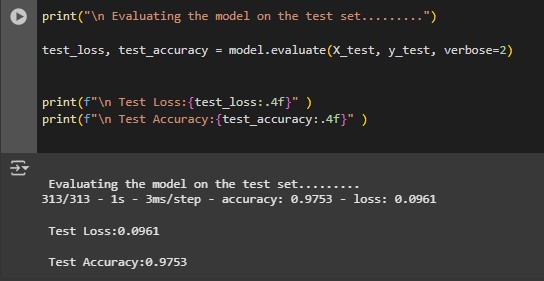 print("\n Evaluating the model on the test set.........")
test_loss, test_accuracy = model.evaluate(X_test, y_test, verbose=2)
print(f"\n Test Loss:{test_loss:.4f}" )
print(f"\n Test Accuracy:{test_accuracy:.4f}" )
Evaluating the model on the test set.........
313/313 - 1s - 3ms/step - accuracy: 0.9753 - loss: 0.0961
Test Loss:0.0961
Test Accuracy:0.9753